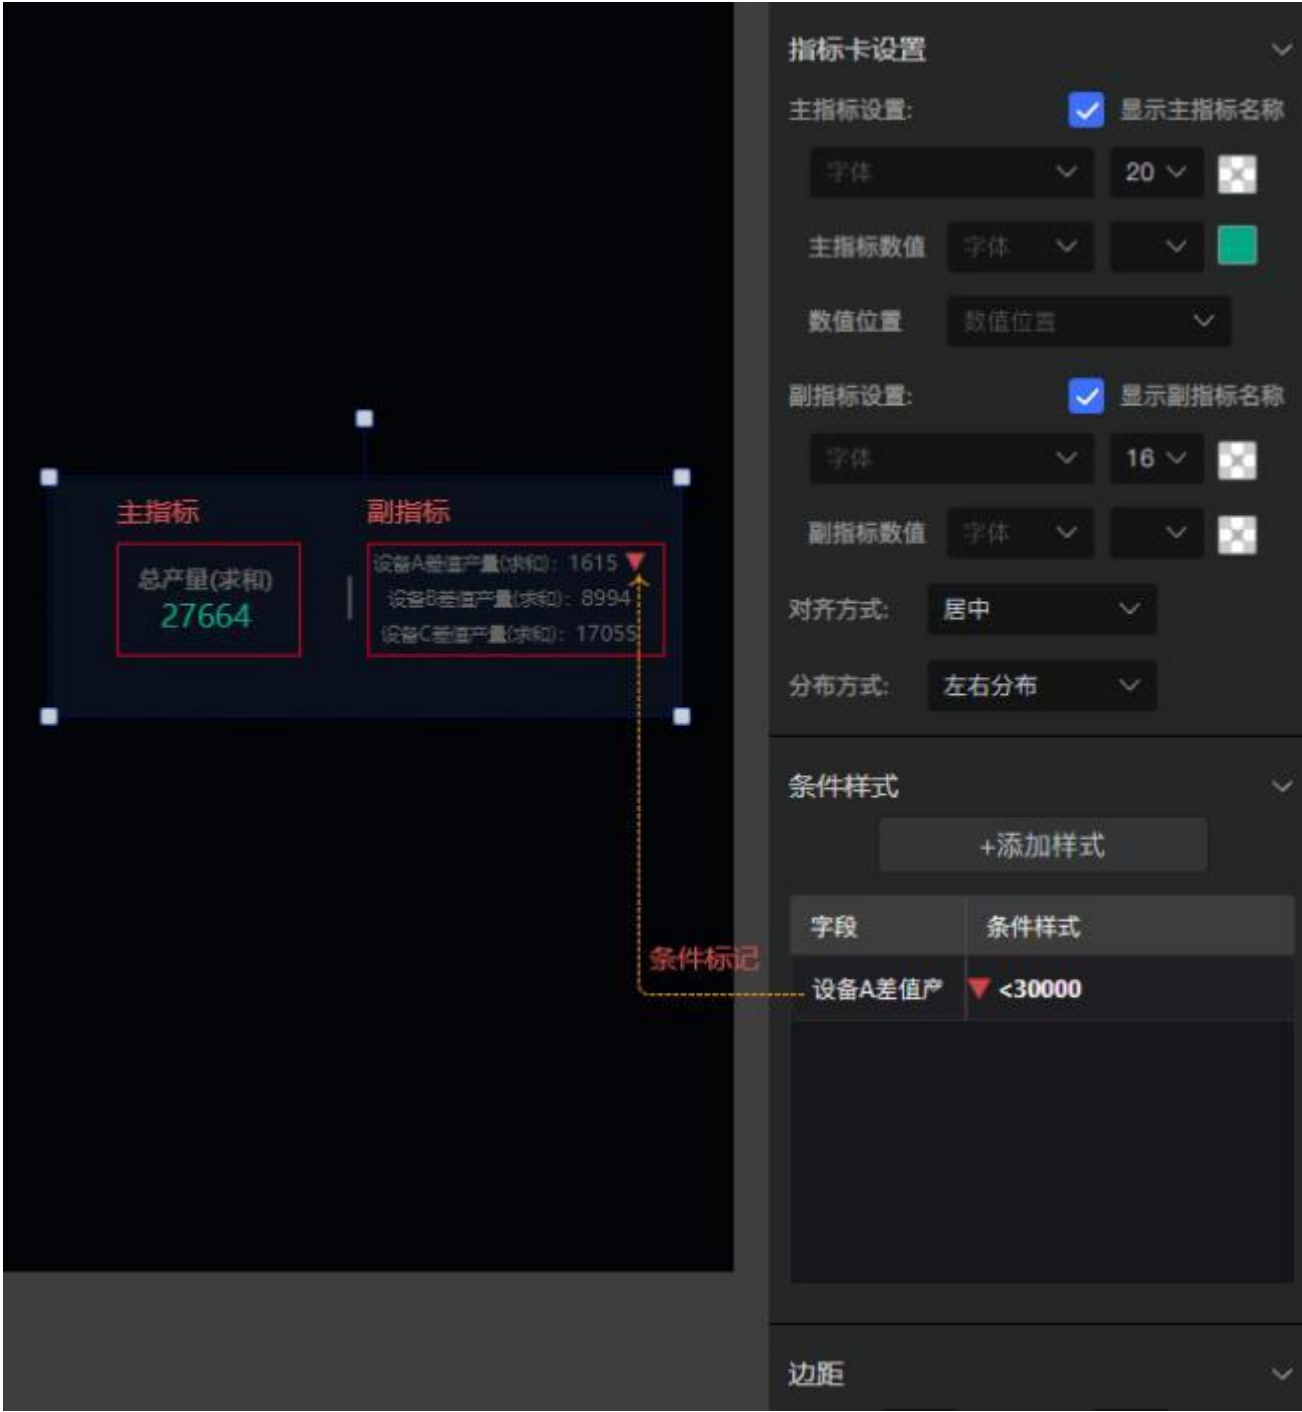 主指标
副指标
总产量(求和)
27664
设备A差值产量(求和): 1615
设备B差值产量(求和): 8994
设备C差值产量(求和): 17055
条件标记
指标卡设置
主指标设置:
显示主指标名称
字体
20
主指标数值
字体
数值位置
数值位置
副指标设置:
显示副指标名称
字体
16
副指标数值
字体
对齐方式:
居中
分布方式:
左右分布
条件样式
+添加样式
字段
条件样式
设备A差值产
<30000
边距